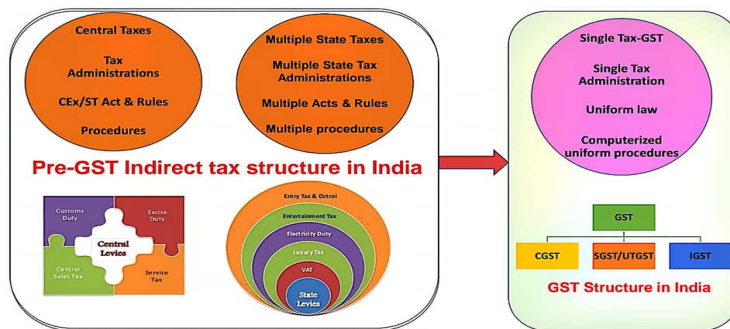 Central Taxes
Tax
Administrations
CEx/ST Act & Rules
Procedures
Multiple State Taxes
Multiple State Tax
Administrations
Multiple Acts & Rules
Multiple procedures
Pre-GST Indirect tax structure in India
Customs
Duty
Excise
Duty
Central
Levies
Central
Sales Tax
Service
Tax
Entry Tax & Octroi
Entertainment Tax
Electricity Duty
Luxury Tax
VAT
State
Levies
Single Tax-GST
Single Tax
Administration
Uniform law
Computerized
uniform procedures
GST
CGST
SGST/UTGST
IGST
GST Structure in India